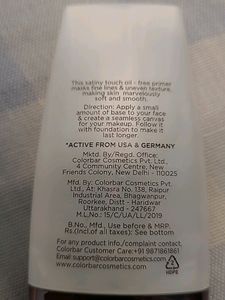 This satiny touch oil - free primer
masks fine lines & uneven texture,
making skin marvelously
soft and smooth.
Direction: Apply a small
amount of base to your face
& create a seamless canvas
for your makeup. Follow it
with foundation to make it
last longer.
*ACTIVE FROM USA & GERMANY
Mktd. By/Regd. Office:
Colorbar Cosmetics Pvt. Ltd.,
4 Community Centre, New
Friends Colony, New Delhi - 110025
Mfd. By: Colorbar Cosmetics Pvt.
Ltd., At: Khasra No. 138, Raipur
Industrial Area, Bhagwanpur,
Roorkee, Distt - Haridwar
Uttarakhand - 247667
M.L.No.: 15/C/UA/LL/2019
B.No., Mfd., Use before & MRP
Rs.(Incl.of all taxes): See bottom
For any info/complaint contact,
Colorbar Customer Care:+91 9871861861
Email: support@colorbarcosmetics.com
www.colorbarcosmetics.com
HDPE